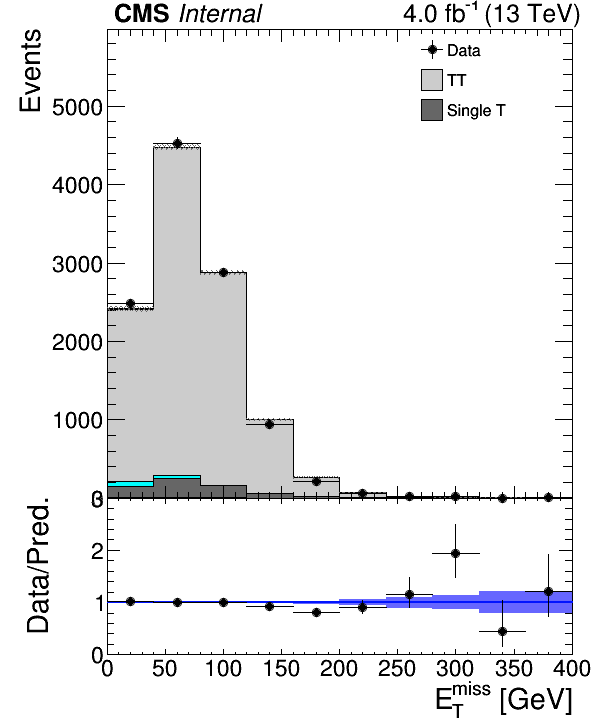 CMS Internal 4.0 fb⁻¹ (13 TeV)
Events
Data
TT
Single T
5000
4000
3000
2000
1000
0
Data/Pred.
3
2
1
0
0 50 100 150 200 250 300 350 400
E_T^miss [GeV]